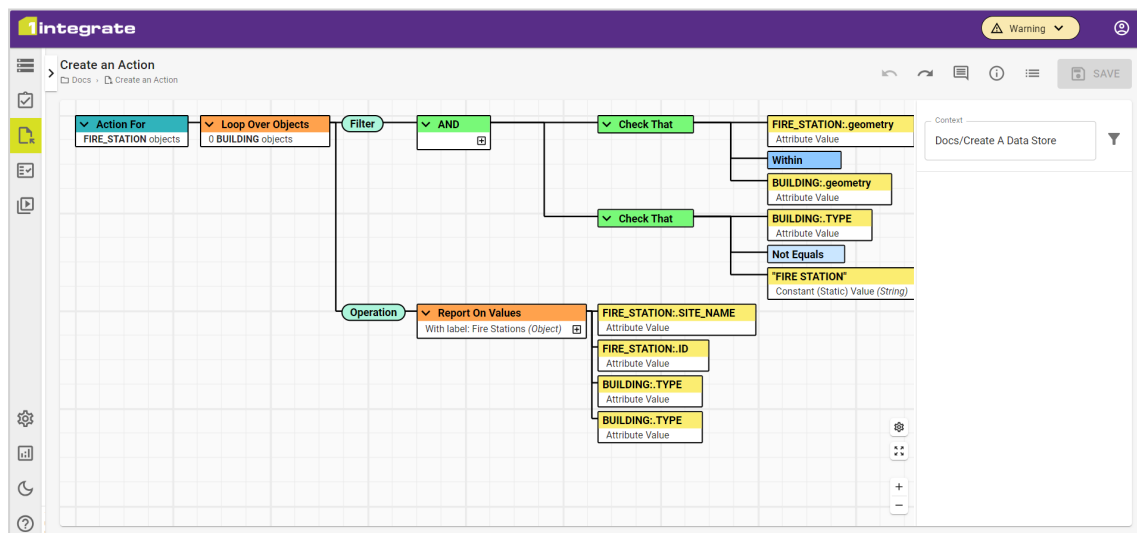 1integrate
Warning
Create an Action
Docs › Create an Action
SAVE
Action For
FIRE_STATION objects
Loop Over Objects
0 BUILDING objects
Filter
AND
Check That
FIRE_STATION:.geometry
Attribute Value
Within
BUILDING:.geometry
Attribute Value
Check That
BUILDING:.TYPE
Attribute Value
Not Equals
"FIRE STATION"
Constant (Static) Value (String)
Operation
Report On Values
With label: Fire Stations (Object)
FIRE_STATION:.SITE_NAME
Attribute Value
FIRE_STATION:.ID
Attribute Value
BUILDING:.TYPE
Attribute Value
BUILDING:.TYPE
Attribute Value
Context
Docs/Create A Data Store